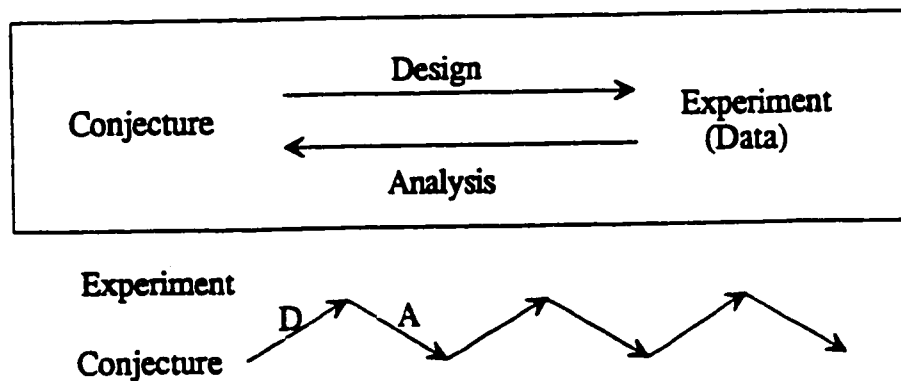 Design
Conjecture
Experiment
(Data)
Analysis
Experiment
D
A
Conjecture